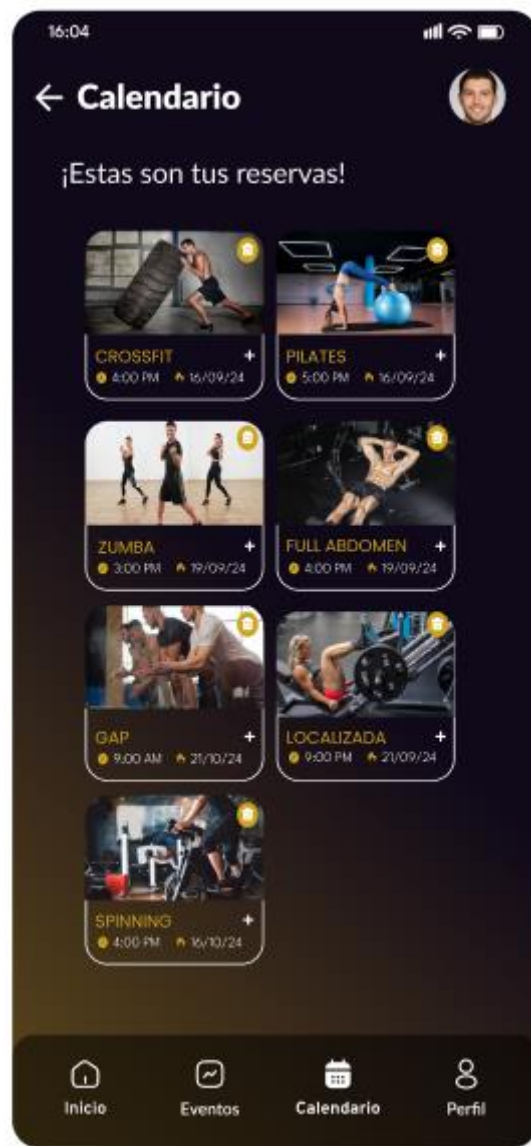 16:04
Calendario
¡Estas son tus reservas!
CROSSFIT +
4:00 PM 16/09/24
PILATES +
5:00 PM 16/09/24
ZUMBA +
3:00 PM 19/09/24
FULL ABDOMEN +
4:00 PM 19/09/24
GAP +
9:00 AM 21/10/24
LOCALIZADA +
9:00 PM 21/09/24
SPINNING +
4:00 PM 16/10/24
Inicio
Eventos
Calendario
Perfil